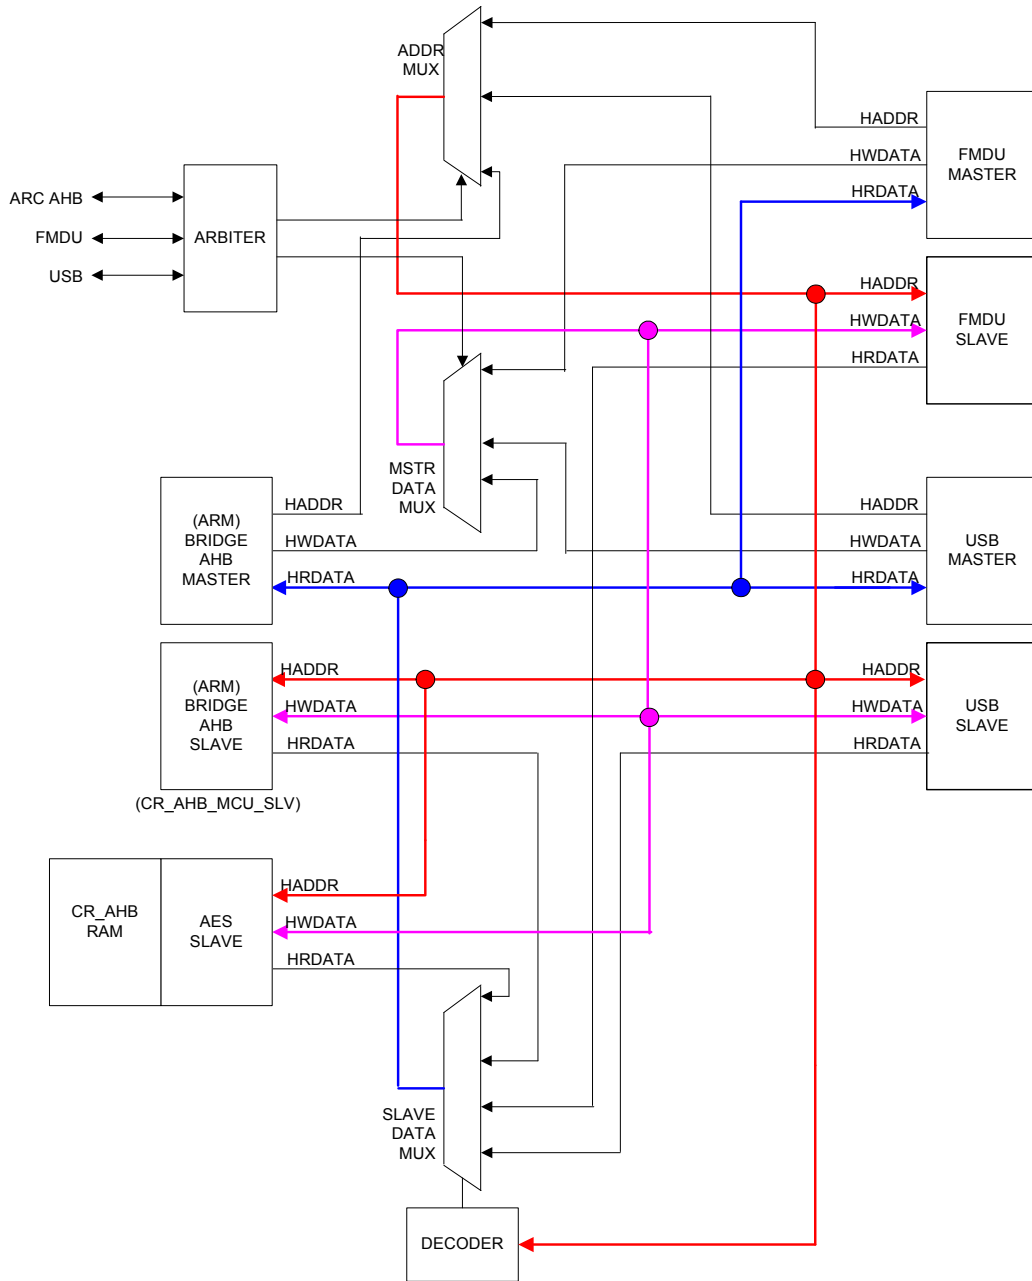 ADDR
MUX
HADDR
HWDATA
HRDATA
FMDU
MASTER
ARC AHB
FMDU
USB
ARBITER
HADDR
HWDATA
HRDATA
FMDU
SLAVE
MSTR
DATA
MUX
(ARM)
BRIDGE
AHB
MASTER
HADDR
HWDATA
HRDATA
HADDR
HWDATA
HRDATA
USB
MASTER
(ARM)
BRIDGE
AHB
SLAVE
HADDR
HWDATA
HRDATA
(CR_AHB_MCU_SLV)
HADDR
HWDATA
HRDATA
USB
SLAVE
CR_AHB
RAM
AES
SLAVE
HADDR
HWDATA
HRDATA
SLAVE
DATA
MUX
DECODER